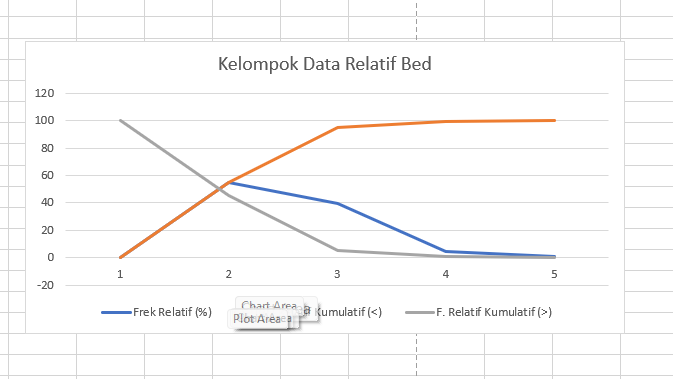 Kelompok Data Relatif Bed
120
100
80
60
40
20
0
-20
1 2 3 4 5
Frek Relatif (%) Kumulatif (<) F. Relatif Kumulatif (>)
Chart Area
Plot Area